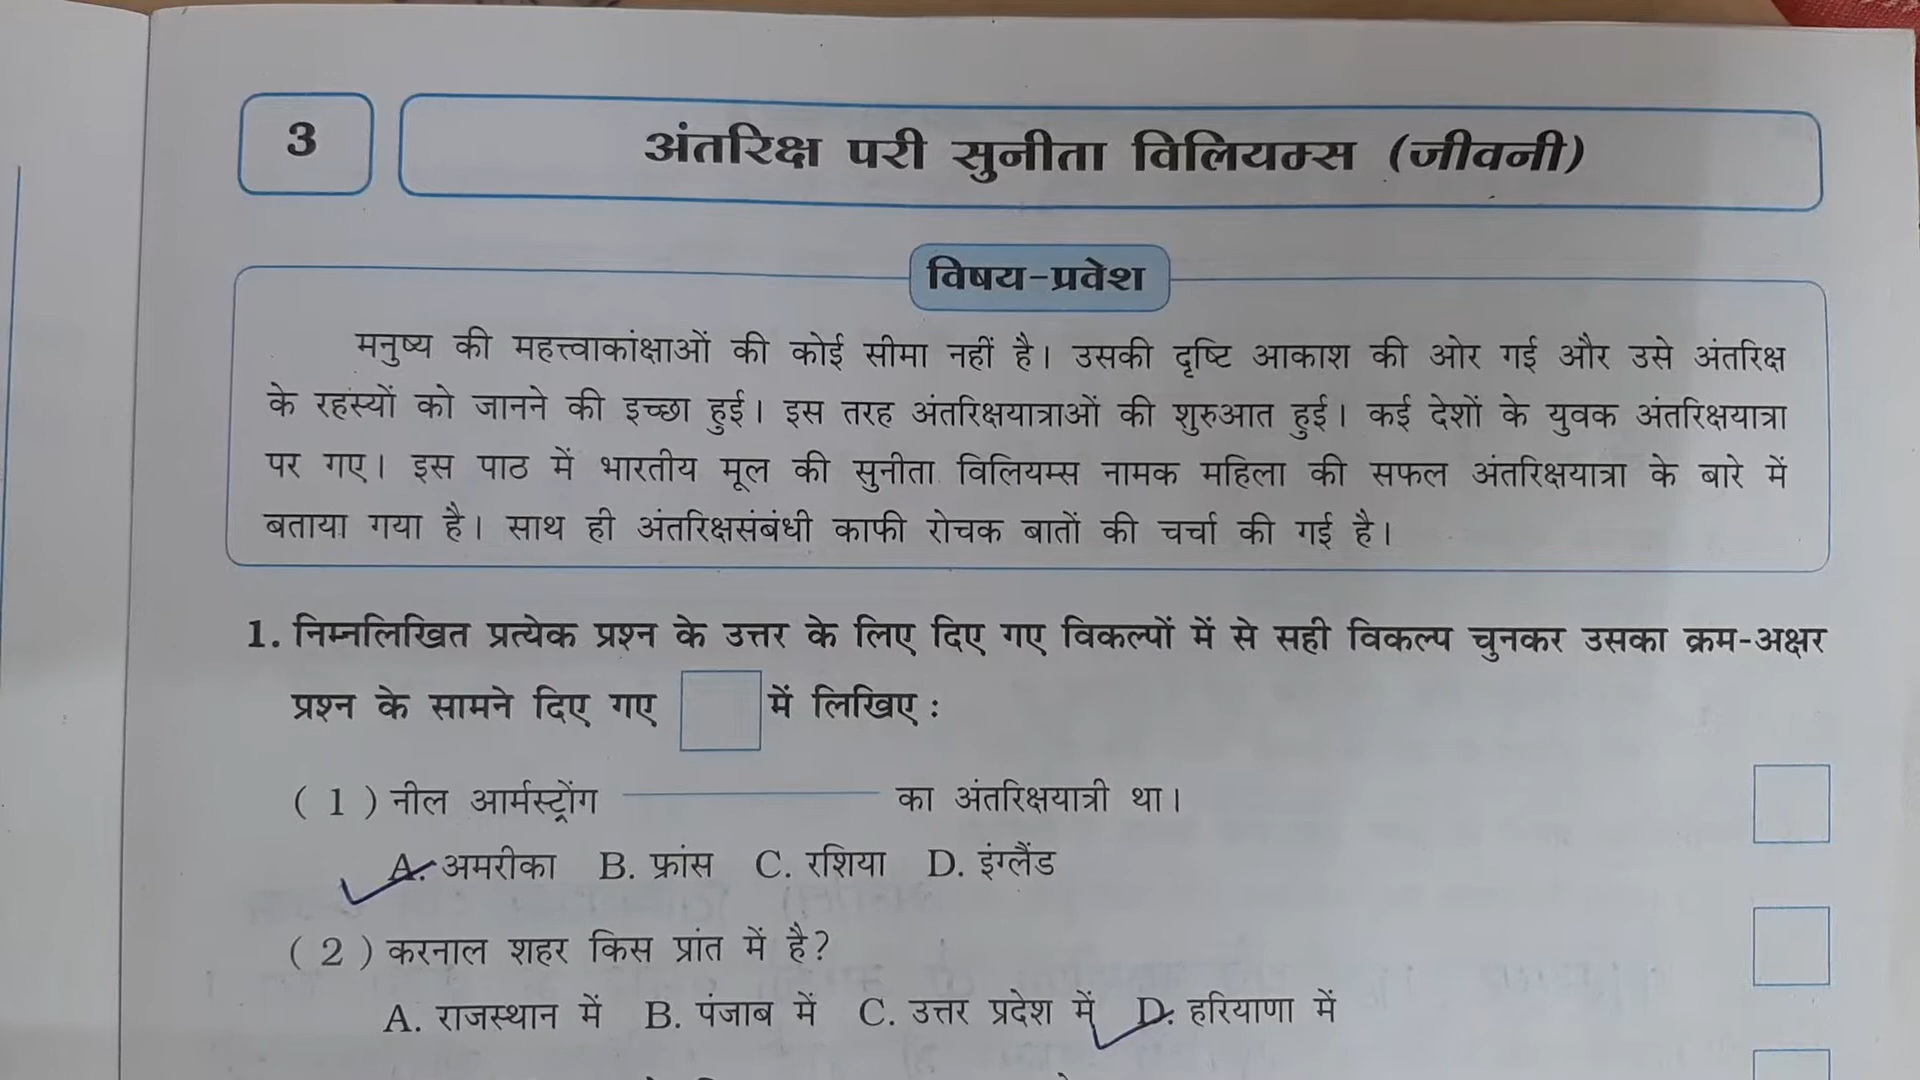 3
अंतरिक्ष परी सुनीता विलियम्स (जीवनी)
विषय-प्रवेश
मनुष्य की महत्त्वाकांक्षाओं की कोई सीमा नहीं है। उसकी दृष्टि आकाश की ओर गई और उसे अंतरिक्ष
के रहस्यों को जानने की इच्छा हुई। इस तरह अंतरिक्षयात्राओं की शुरुआत हुई। कई देशों के युवक अंतरिक्षयात्रा
पर गए। इस पाठ में भारतीय मूल की सुनीता विलियम्स नामक महिला की सफल अंतरिक्षयात्रा के बारे में
बताया गया है। साथ ही अंतरिक्षसंबंधी काफी रोचक बातों की चर्चा की गई है।
1. निम्नलिखित प्रत्येक प्रश्न के उत्तर के लिए दिए गए विकल्पों में से सही विकल्प चुनकर उसका क्रम-अक्षर
प्रश्न के सामने दिए गए में लिखिए :
( 1 ) नील आर्मस्ट्रोंग ———— का अंतरिक्षयात्री था।
A. अमरीका B. फ्रांस C. रशिया D. इंग्लैंड
( 2 ) करनाल शहर किस प्रांत में है?
A. राजस्थान में B. पंजाब में C. उत्तर प्रदेश में D. हरियाणा में